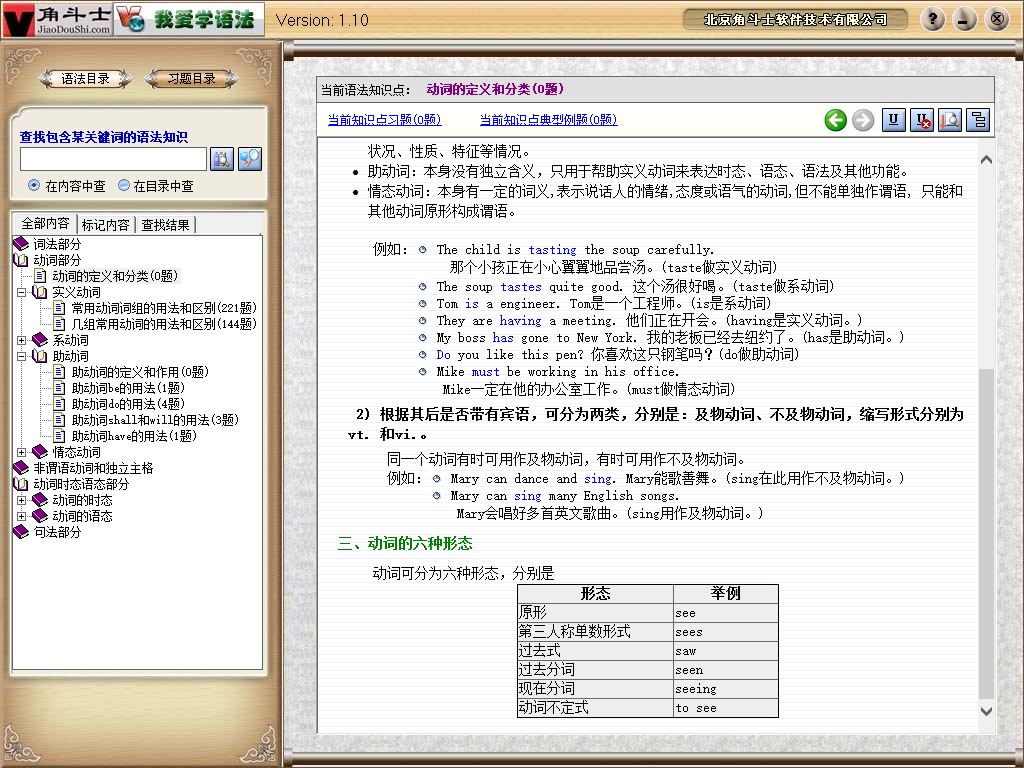 角斗士
JiaoDouShi.com
我爱学语法
Version: 1.10
北京角斗士软件技术有限公司
语法目录
习题目录
查找包含某关键词的语法知识
在内容中查
在目录中查
全部内容
标记内容
查找结果
词法部分
动词部分
动词的定义和分类(0题)
实义动词
常用动词词组的用法和区别(221题)
几组常用动词的用法和区别(144题)
系动词
助动词
助动词的定义和作用(0题)
助动词be的用法(1题)
助动词do的用法(4题)
助动词shall和will的用法(3题)
助动词have的用法(1题)
情态动词
非谓语动词和独立主格
动词时态语态部分
动词的时态
动词的语态
句法部分
当前语法知识点: 动词的定义和分类(0题)
当前知识点习题(0题)
当前知识点典型例题(0题)
状况、性质、特征等情况。
助动词：本身没有独立含义，只用于帮助实义动词来表达时态、语态、语法及其他功能。
情态动词：本身有一定的词义,表示说话人的情绪,态度或语气的动词,但不能单独作谓语, 只能和
其他动词原形构成谓语。
例如: The child is tasting the soup carefully.
那个小孩正在小心翼翼地品尝汤。(taste做实义动词)
The soup tastes quite good. 这个汤很好喝。(taste做系动词)
Tom is a engineer. Tom是一个工程师。(is是系动词)
They are having a meeting. 他们正在开会。(having是实义动词。)
My boss has gone to New York. 我的老板已经去纽约了。(has是助动词。)
Do you like this pen? 你喜欢这只钢笔吗？(do做助动词)
Mike must be working in his office.
Mike一定在他的办公室工作。(must做情态动词)
2) 根据其后是否带有宾语，可分为两类，分别是：及物动词、不及物动词，缩写形式分别为
vt. 和vi.。
同一个动词有时可用作及物动词，有时可用作不及物动词。
例如: Mary can dance and sing. Mary能歌善舞。(sing在此用作不及物动词。)
Mary can sing many English songs.
Mary会唱好多首英文歌曲。(sing用作及物动词。)
三、动词的六种形态
动词可分为六种形态，分别是
形态 举例
原形 see
第三人称单数形式 sees
过去式 saw
过去分词 seen
现在分词 seeing
动词不定式 to see